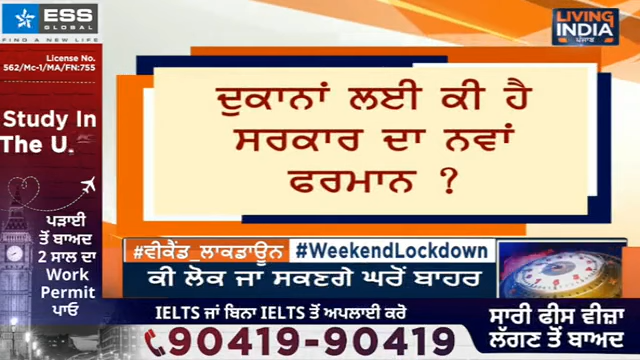 ESS
GLOBAL
FIND A NEW LIFE
License No.
562/Mc-1/MA/FN:755
Study In
The U.
ਪੜਾਈ
ਤੋਂ ਬਾਅਦ
2 ਸਾਲ ਦਾ
Work
Permit
ਪਾਓ
LIVING
INDIA
ਪੰਜਾਬ
ਦੁਕਾਨਾਂ ਲਈ ਕੀ ਹੈ
ਸਰਕਾਰ ਦਾ ਨਵਾਂ
ਫਰਮਾਨ ?
#ਵੀਕੈਂਡ_ਲਾਕਡਾਊਨ #WeekendLockdown
ਕੀ ਲੋਕ ਜਾ ਸਕਣਗੇ ਘਰੋਂ ਬਾਹਰ
IELTS ਜਾਂ ਬਿਨਾ IELTS ਤੋਂ ਅਪਲਾਈ ਕਰੋ
90419-90419
ਸਾਰੀ ਫੀਸ ਵੀਜ਼ਾ
ਲੱਗਣ ਤੋਂ ਬਾਅਦ